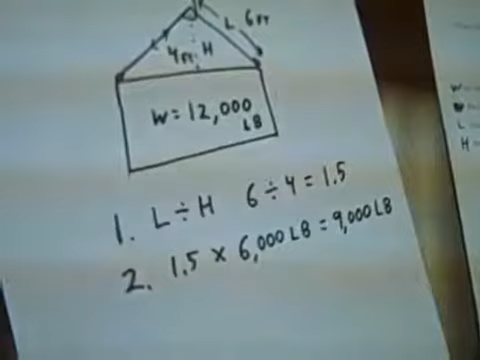 L 6FT
4FT H
W = 12,000
LB
1. L ÷ H 6 ÷ 4 = 1.5
2. 1.5 × 6,000 LB = 9,000 LB
W
L
H